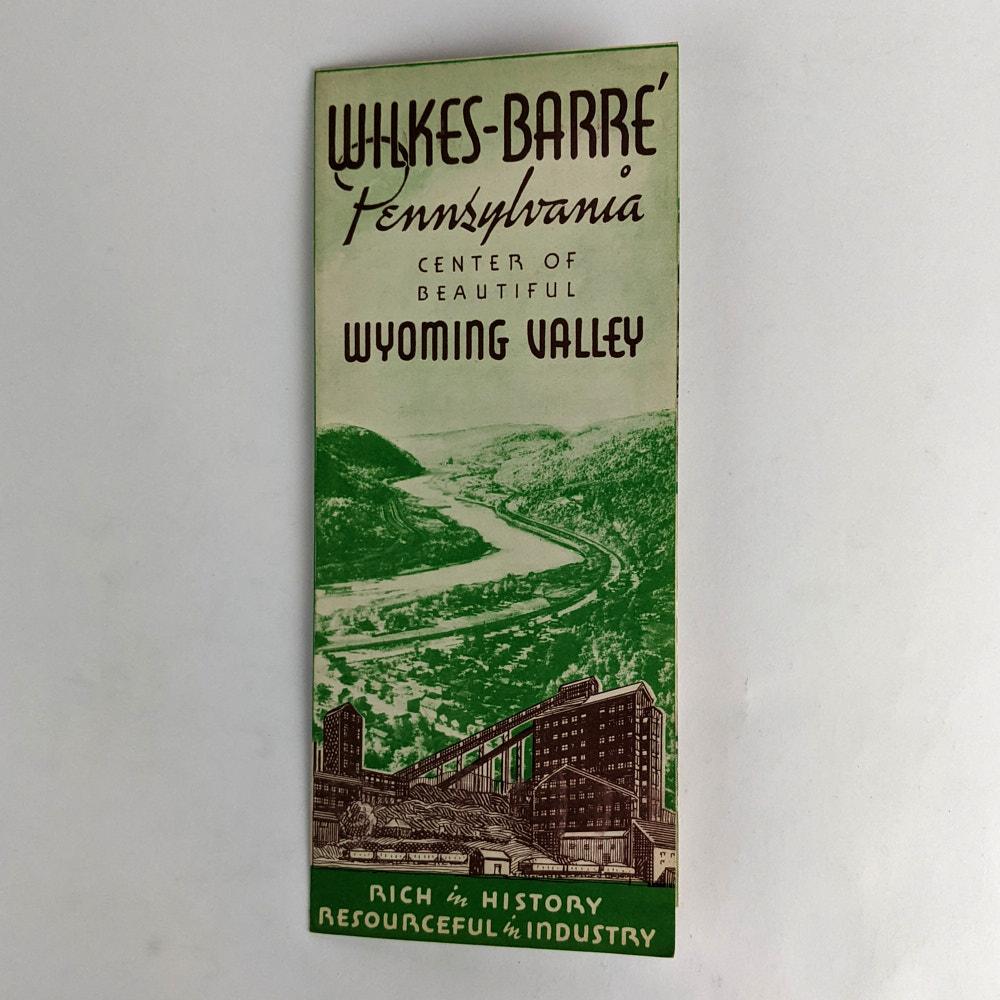 WILKES-BARRE'
Pennsylvania
CENTER OF
BEAUTIFUL
WYOMING VALLEY
RICH in HISTORY
RESOURCEFUL in INDUSTRY